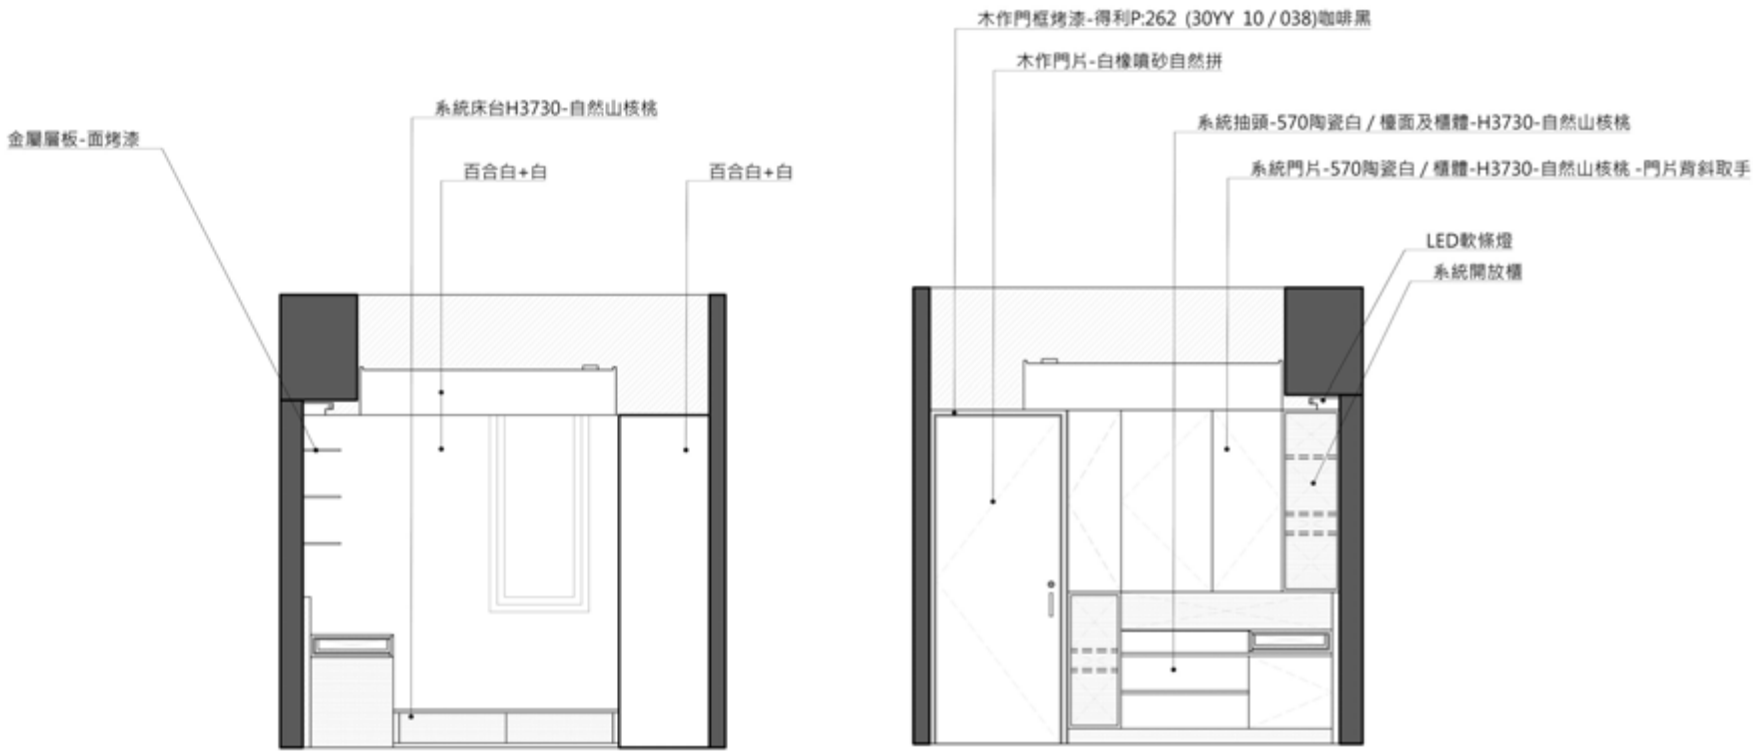 木作門框烤漆-得利P:262 (30YY 10 / 038)咖啡黑
木作門片-白橡噴砂自然拼
系統床台H3730-自然山核桃
金屬層板-面烤漆
百合白+白
百合白+白
系統抽頭-570陶瓷白 / 檯面及櫃體-H3730-自然山核桃
系統門片-570陶瓷白 / 櫃體-H3730-自然山核桃 -門片背斜取手
LED軟條燈
系統開放櫃